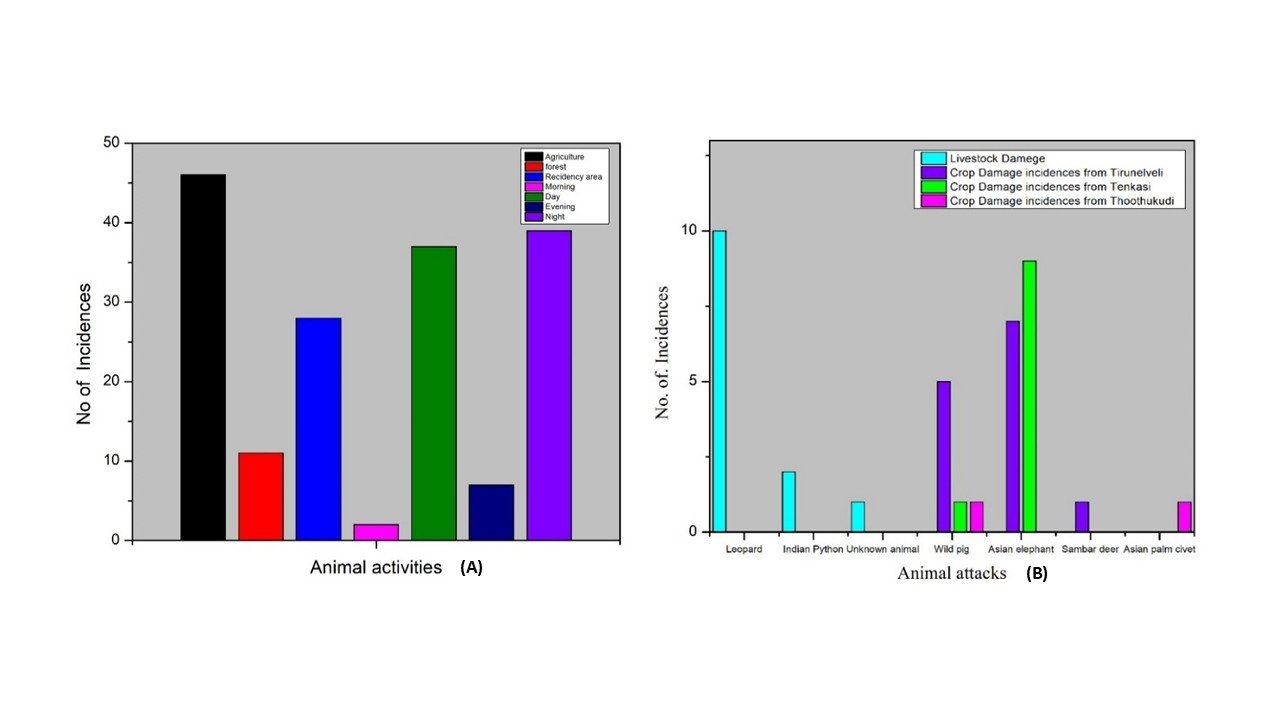 50
40
30
20
10
0
No of Incidences
Agriculture
forest
Recidency area
Morning
Day
Evening
Night
Animal activities (A)
10
5
0
No. of. Incidences
Livestock Damege
Crop Damage incidences from Tirunelveli
Crop Damage incidences from Tenkasi
Crop Damage incidences from Thoothukudi
Leopard Indian Python Unknown animal Wild pig Asian elephant Sambar deer Asian palm civet
Animal attacks (B)